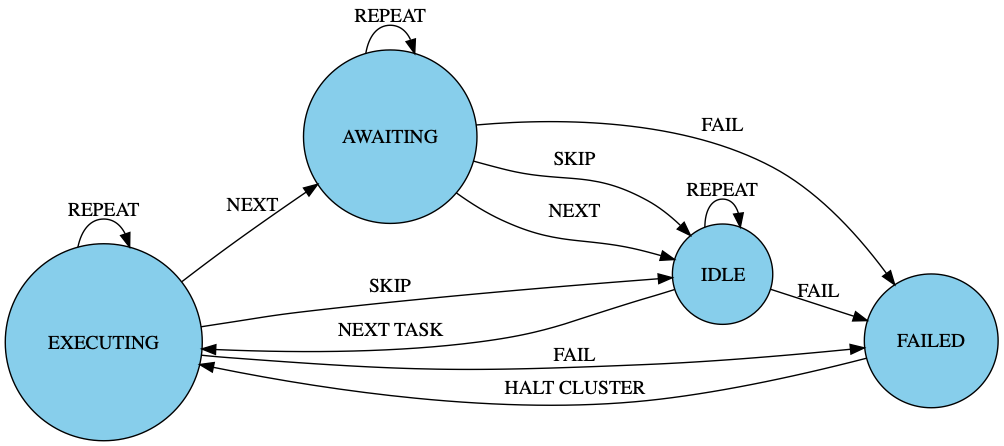 REPEAT
AWAITING
FAIL
SKIP
REPEAT
NEXT
REPEAT
NEXT
IDLE
SKIP
FAIL
NEXT TASK
EXECUTING
FAILED
FAIL
HALT CLUSTER